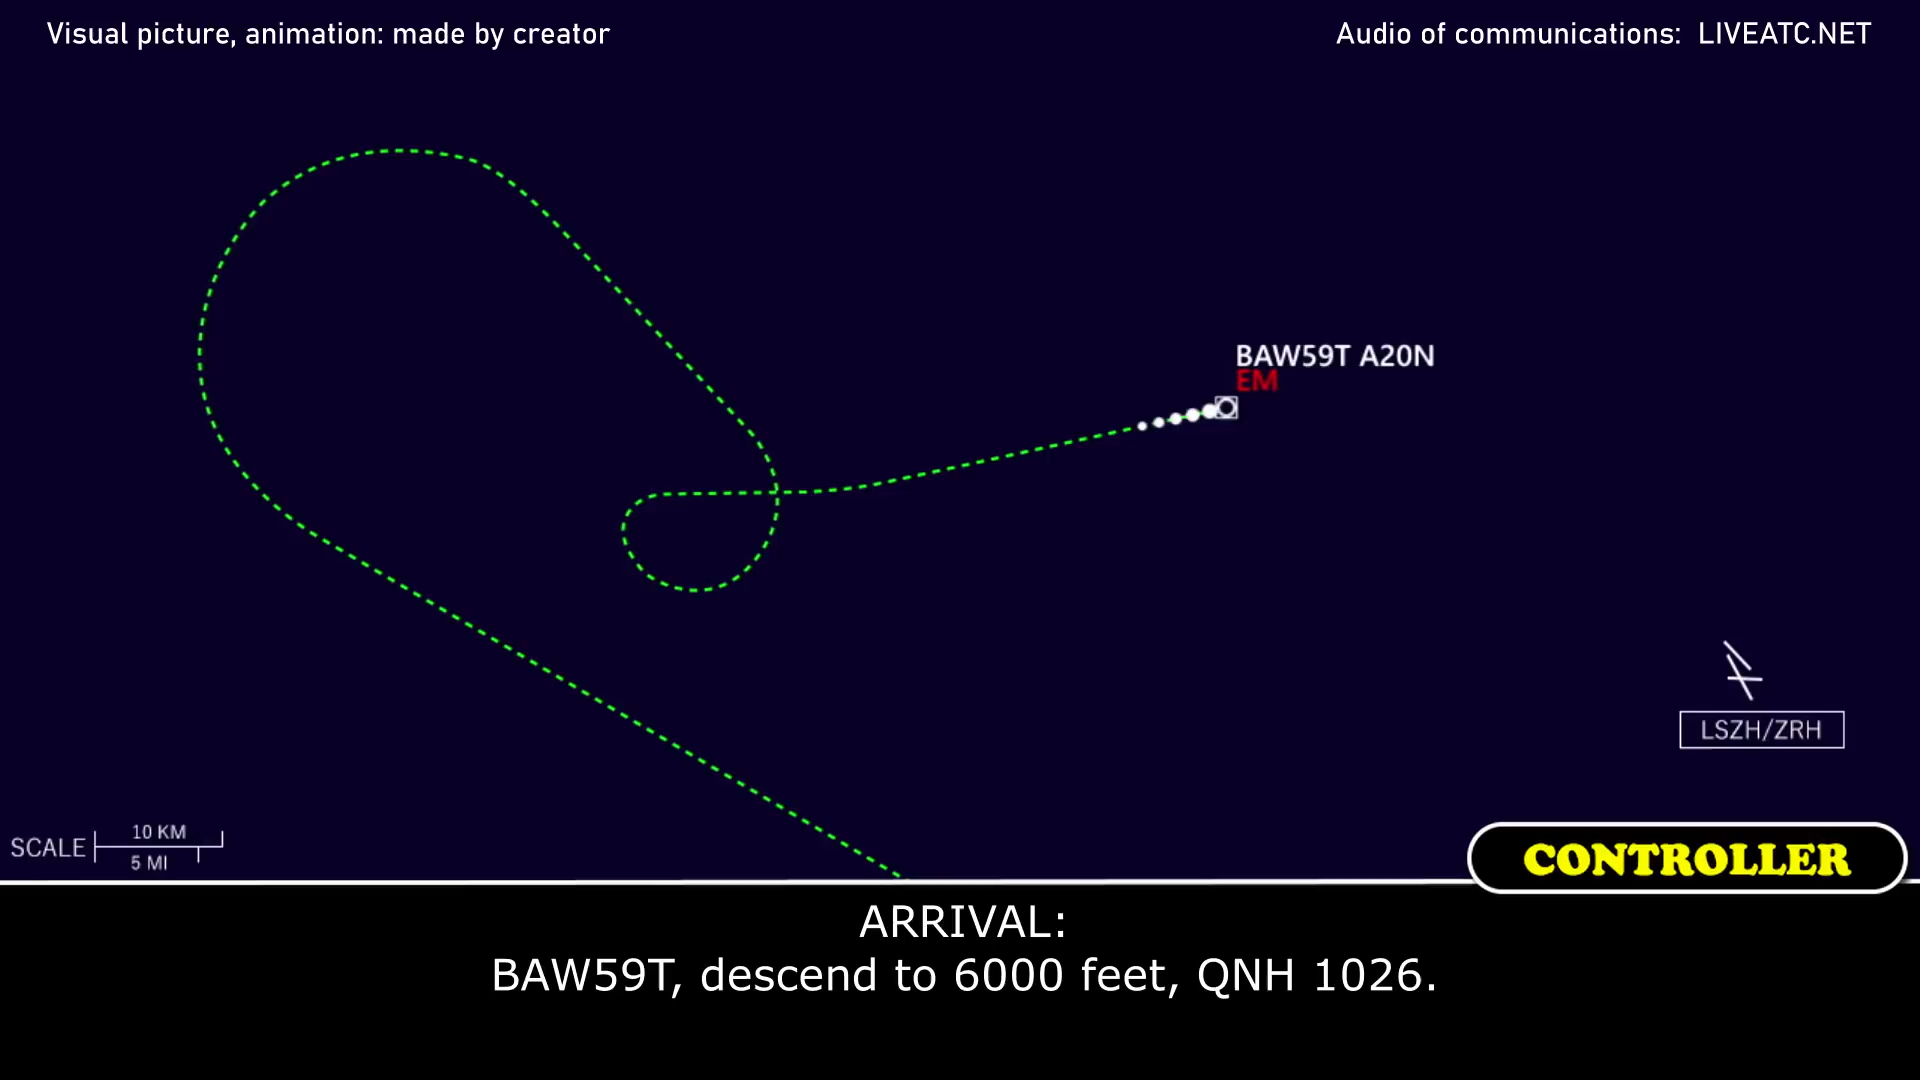 Visual picture, animation: made by creator
Audio of communications: LIVEATC.NET
BAW59T A20N
EM
LSZH/ZRH
SCALE
10 KM
5 MI
CONTROLLER
ARRIVAL:
BAW59T, descend to 6000 feet, QNH 1026.